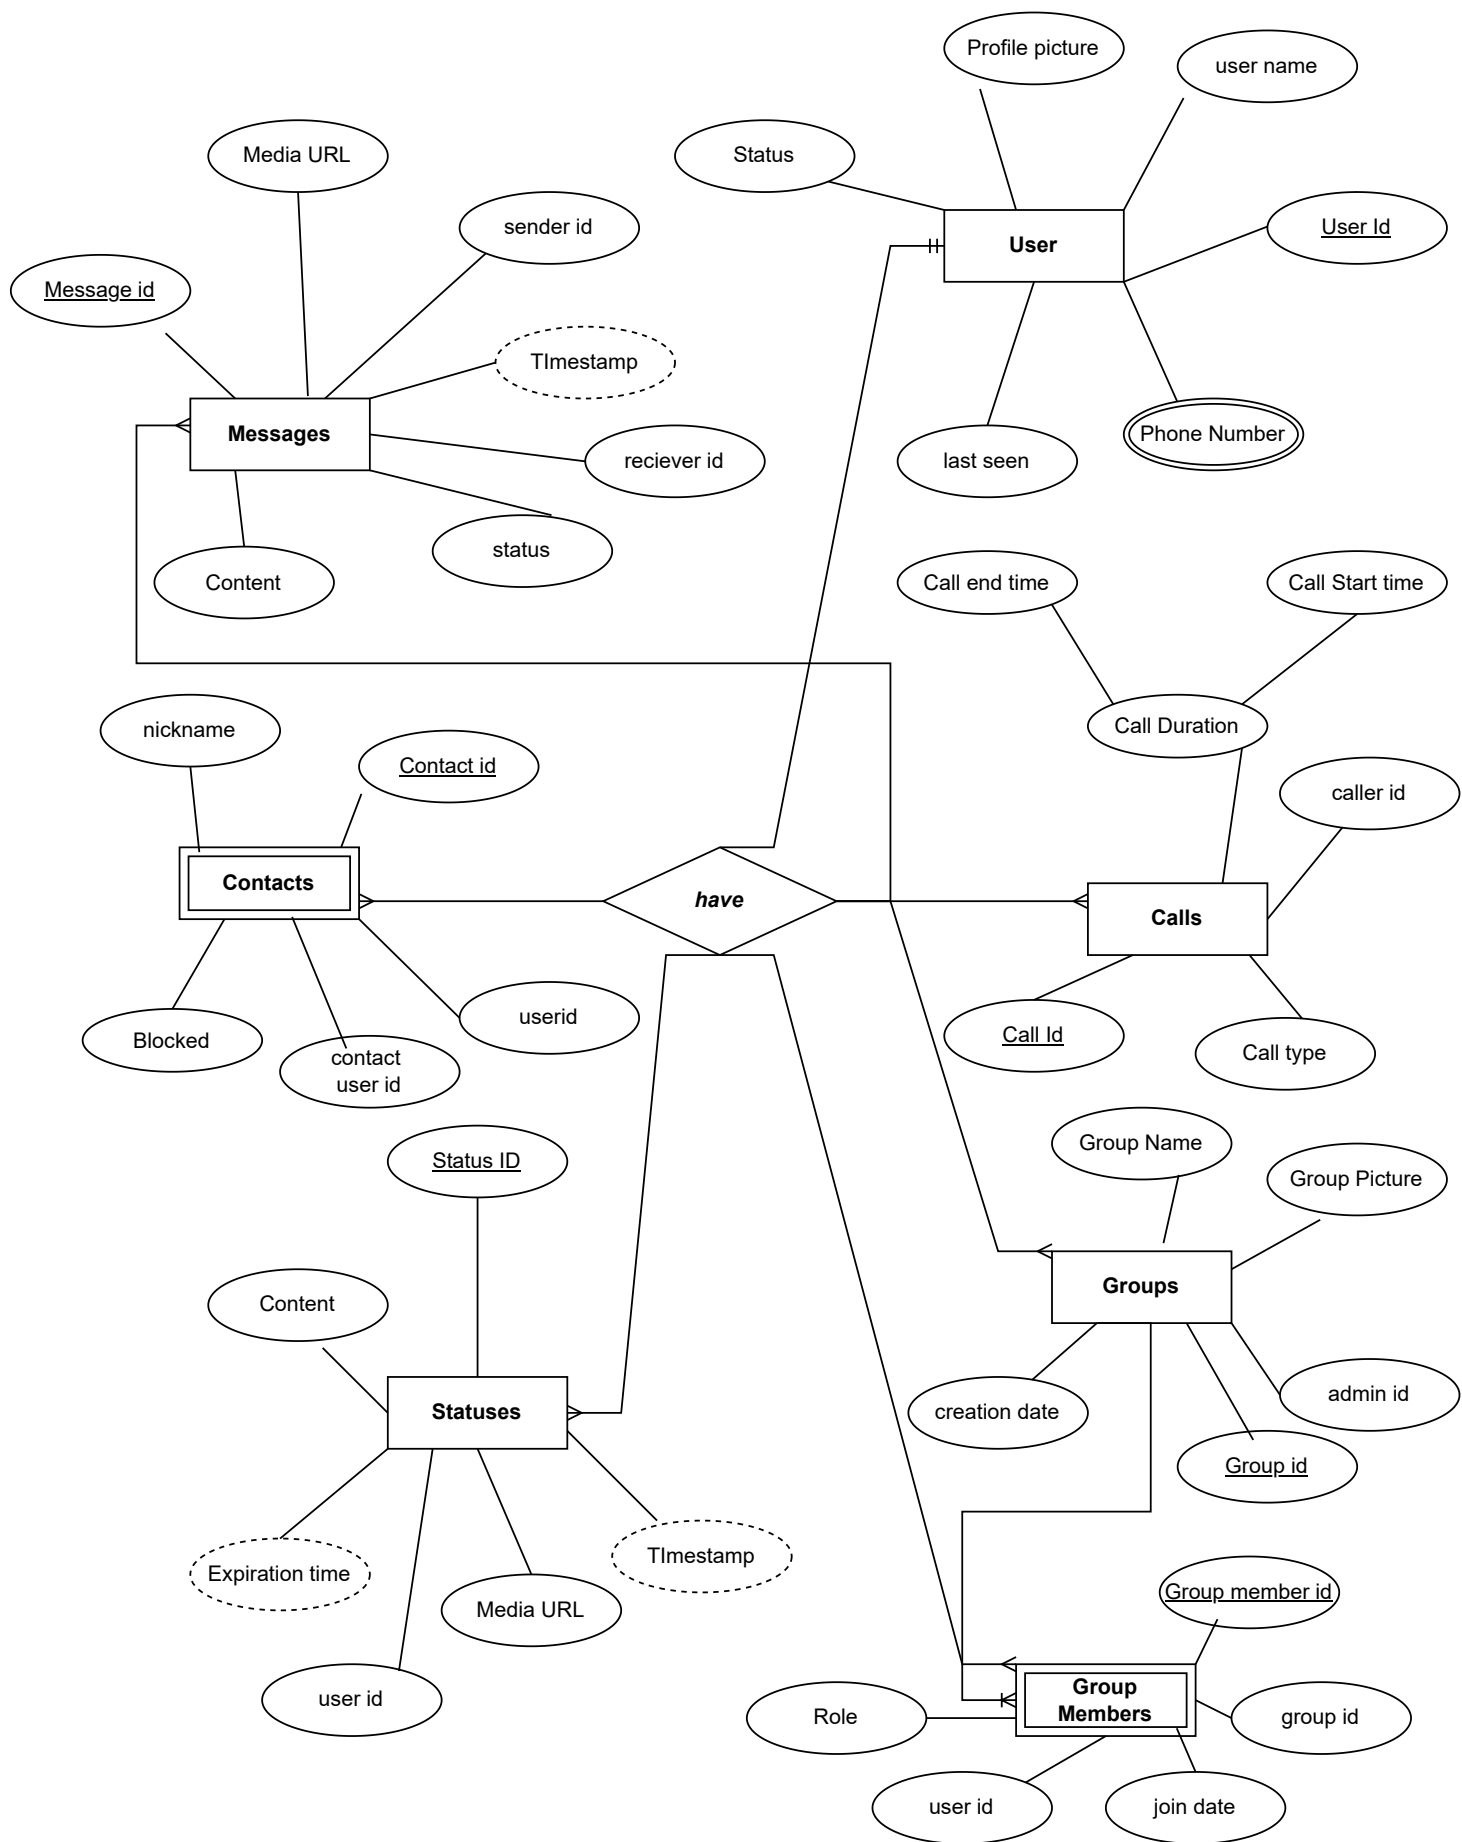 Profile picture
user name
Media URL
Status
sender id
User Id
User
Message id
TImestamp
Messages
Phone Number
reciever id
last seen
status
Content
Call end time
Call Start time
nickname
Call Duration
Contact id
caller id
Contacts
have
Calls
userid
Call Id
Blocked
Call type
contact
user id
Group Name
Status ID
Group Picture
Groups
Content
admin id
Statuses
creation date
Group id
TImestamp
Expiration time
Group member id
Media URL
Group
Members
user id
Role
group id
user id
join date